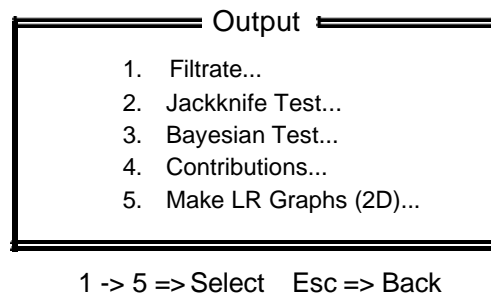 Output
1. Filtrate...
2. Jackknife Test...
3. Bayesian Test...
4. Contributions...
5. Make LR Graphs (2D)...
1 -> 5 => Select Esc => Back